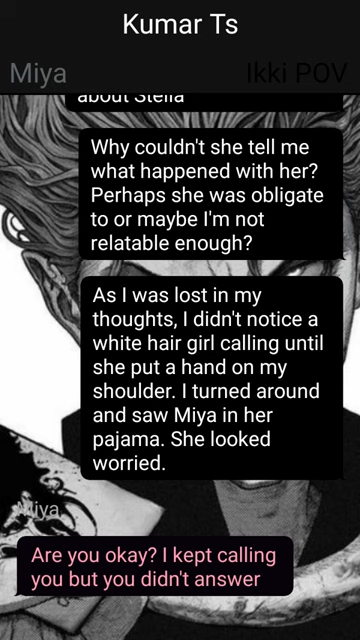 Kumar Ts
Miya
Ikki POV
about Stella
Why couldn't she tell me
what happened with her?
Perhaps she was obligate
to or maybe I'm not
relatable enough?
As I was lost in my
thoughts, I didn't notice a
white hair girl calling until
she put a hand on my
shoulder. I turned around
and saw Miya in her
pajama. She looked
worried.
Miya
Are you okay? I kept calling
you but you didn't answer